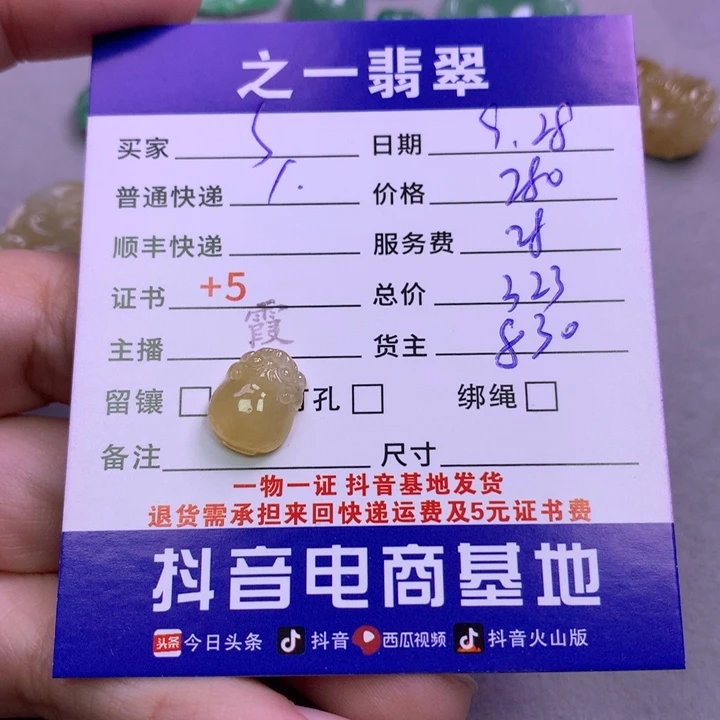 之一翡翠
买家 日期 9.28
普通快递 价格 280
顺丰快递 服务费 28
证书 +5 总价 323
主播 霞 货主 830
留镶 孔 绑绳
备注 尺寸
一物一证 抖音基地发货
退货需承担来回快递运费及5元证书费
抖音电商基地
头条 今日头条 抖音 西瓜视频 抖音火山版